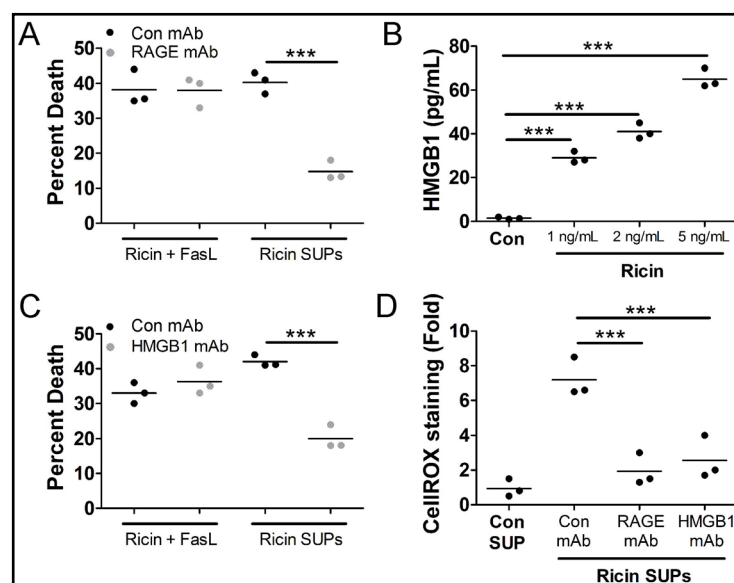 A
Con mAb
RAGE mAb
***
Percent Death
50
40
30
20
10
0
Ricin + FasL
Ricin SUPs
B
***
***
***
HMGB1 (pg/mL)
80
60
40
20
0
Con
1 ng/mL
2 ng/mL
5 ng/mL
Ricin
C
Con mAb
HMGB1 mAb
***
Percent Death
50
40
30
20
10
0
Ricin + FasL
Ricin SUPs
D
***
***
CellROX staining (Fold)
10
8
6
4
2
0
Con SUP
Con mAb
RAGE mAb
HMGB1 mAb
Ricin SUPs